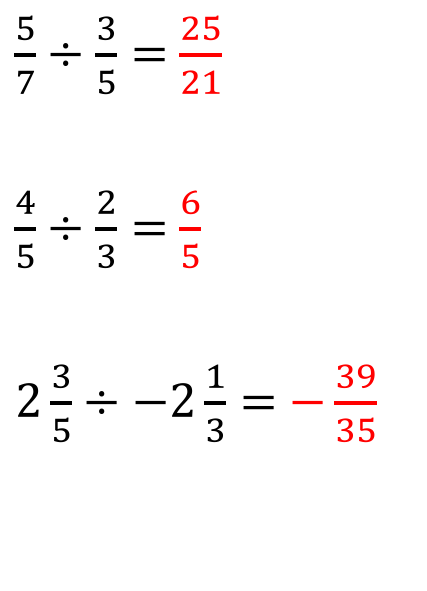 5/7 ÷ 3/5 = 25/21
4/5 ÷ 2/3 = 6/5
2 3/5 ÷ −2 1/3 = − 39/35